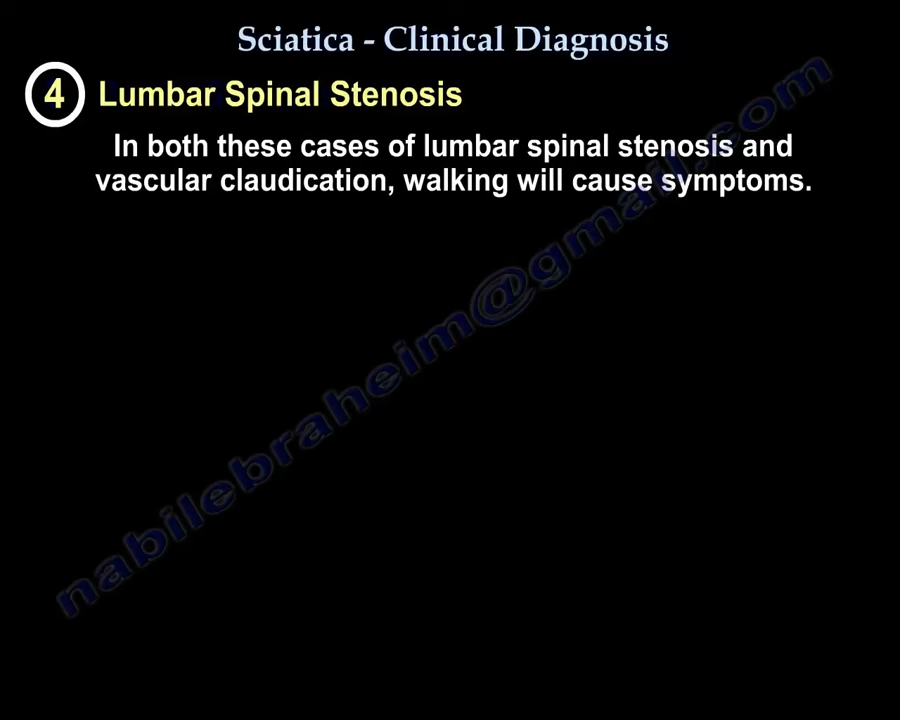 Sciatica - Clinical Diagnosis
4 Lumbar Spinal Stenosis
In both these cases of lumbar spinal stenosis and
vascular claudication, walking will cause symptoms.
nabilebraheim@gmail.com